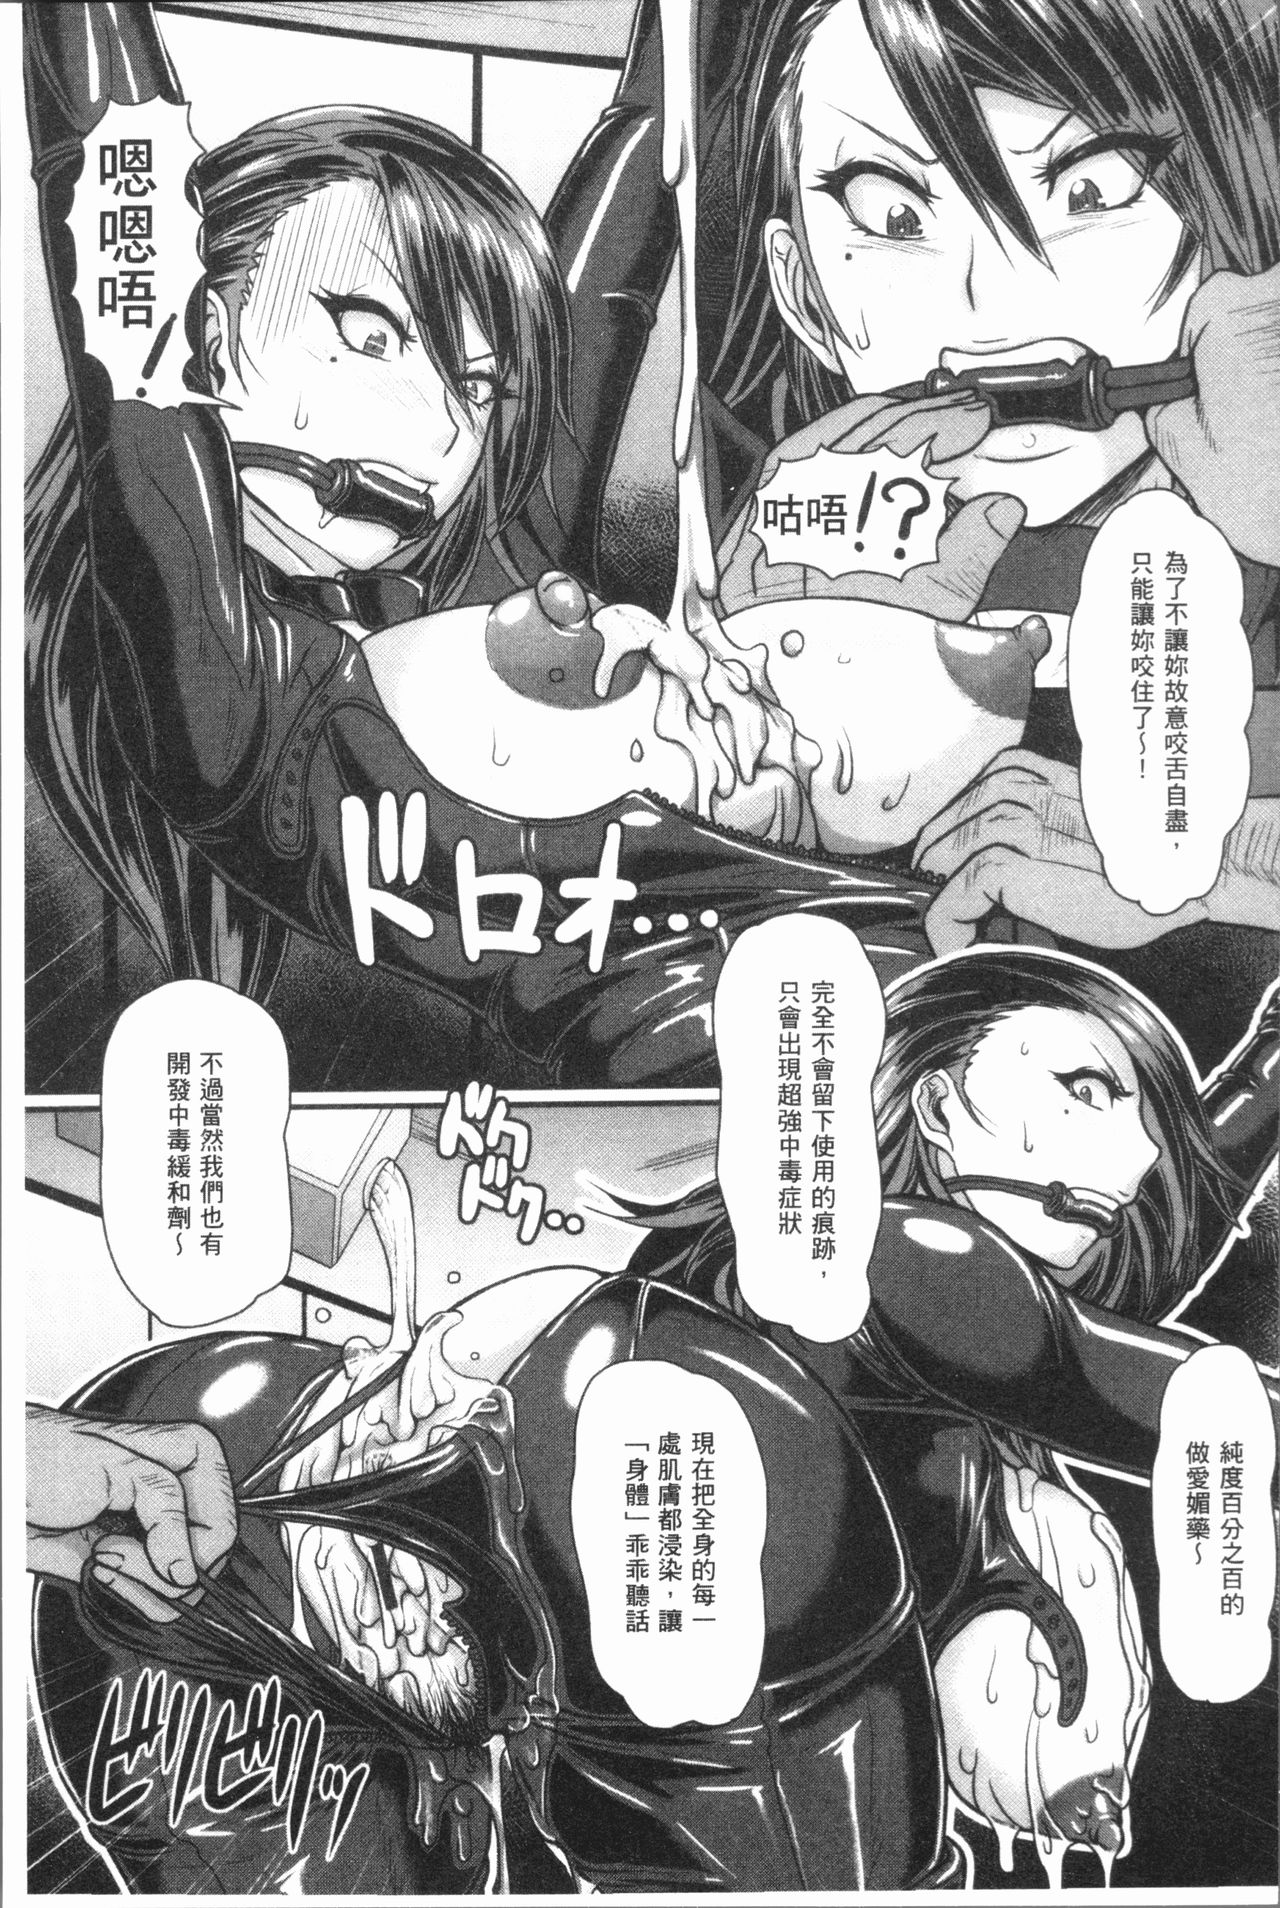 為了不讓妳故意咬舌自盡，
只能讓妳咬住了～！
咕唔！？
嗯嗯唔！
ドロォ…
純度百分之百的
做愛媚藥～
完全不會留下使用的痕跡，
只會出現超強中毒症狀
ドクドク…
不過當然我們也有
開發中毒緩和劑～
現在把全身的每一
處肌膚都浸染，讓
「身體」乖乖聽話
ビリビリッ